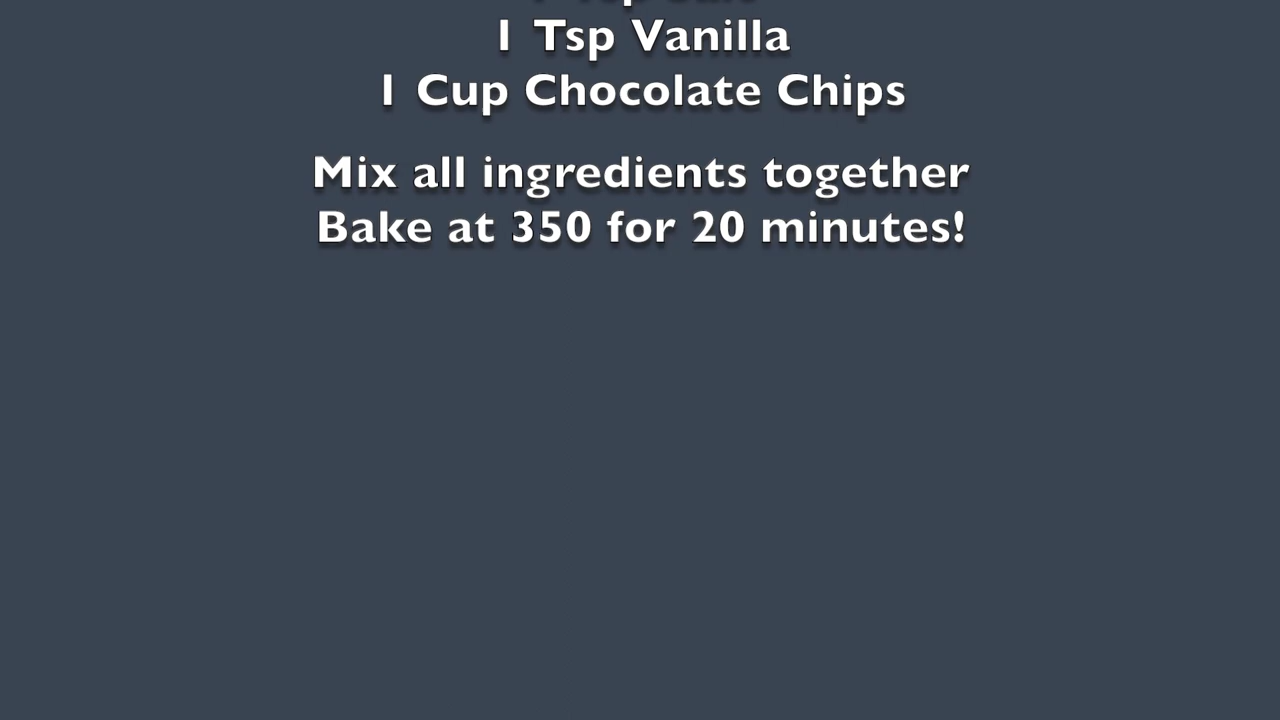 1 Tsp Vanilla
1 Cup Chocolate Chips
Mix all ingredients together
Bake at 350 for 20 minutes!